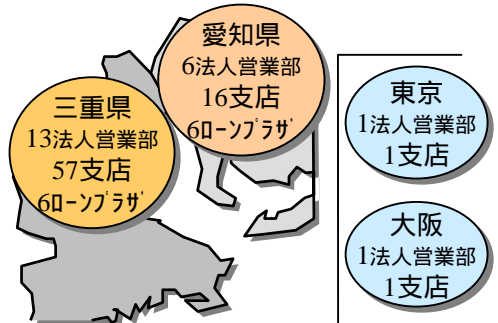 愛知県
6法人営業部
16支店
6ﾛｰﾝﾌﾟﾗｻﾞ
三重県
13法人営業部
57支店
6ﾛｰﾝﾌﾟﾗｻﾞ
東京
1法人営業部
1支店
大阪
1法人営業部
1支店